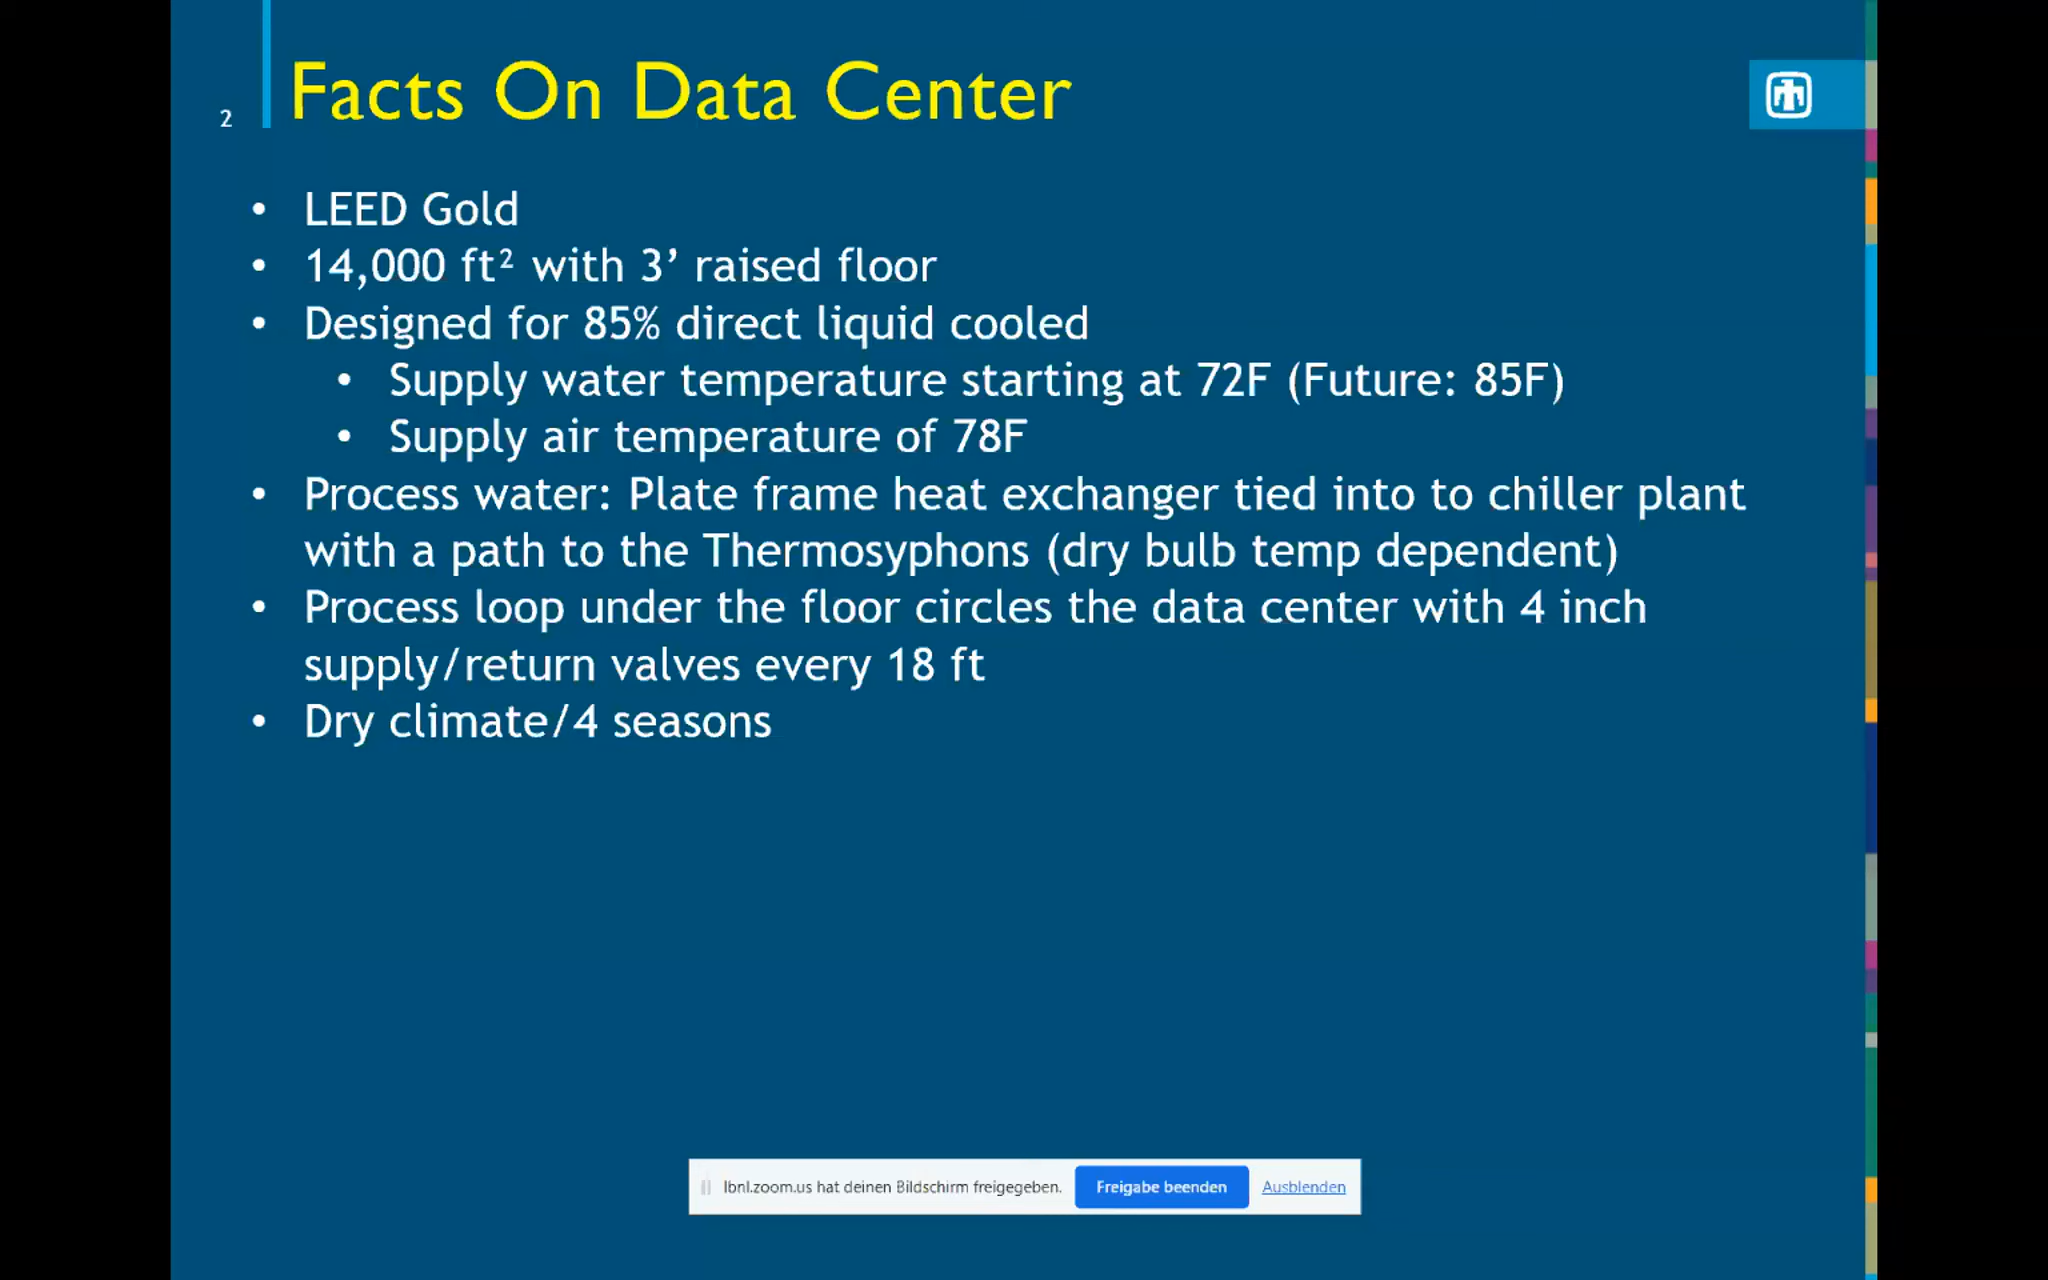 2
Facts On Data Center
• LEED Gold
• 14,000 ft² with 3’ raised floor
• Designed for 85% direct liquid cooled
• Supply water temperature starting at 72F (Future: 85F)
• Supply air temperature of 78F
• Process water: Plate frame heat exchanger tied into to chiller plant
with a path to the Thermosyphons (dry bulb temp dependent)
• Process loop under the floor circles the data center with 4 inch
supply/return valves every 18 ft
• Dry climate/4 seasons
lbnl.zoom.us hat deinen Bildschirm freigegeben. Freigabe beenden Ausblenden